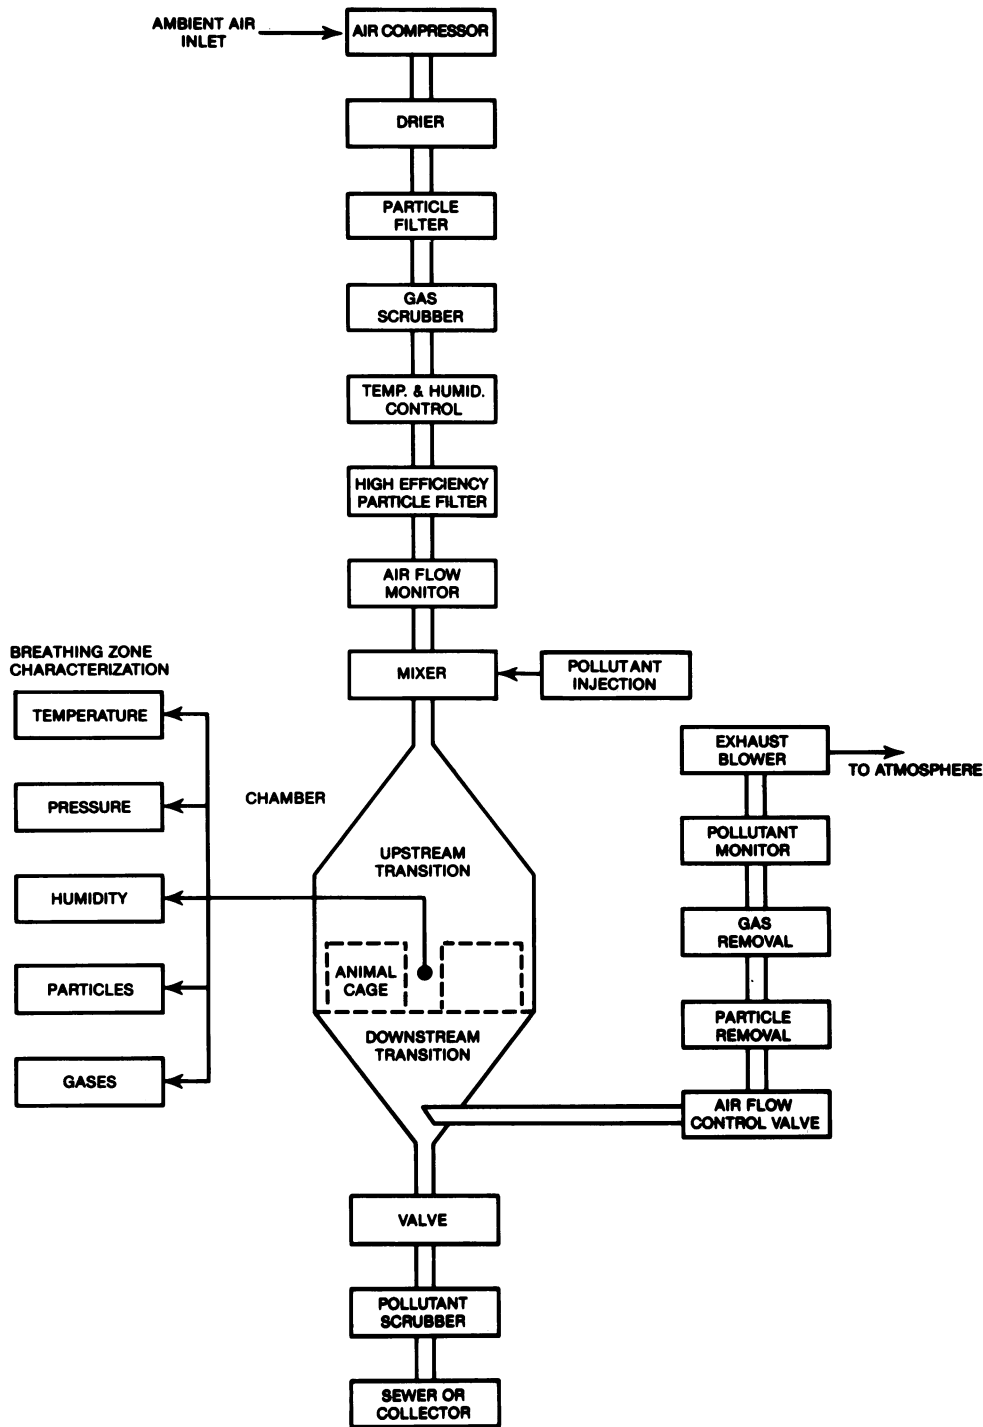 AMBIENT AIR
INLET
AIR COMPRESSOR
DRIER
PARTICLE
FILTER
GAS
SCRUBBER
TEMP. & HUMID.
CONTROL
HIGH EFFICIENCY
PARTICLE FILTER
AIR FLOW
MONITOR
MIXER
POLLUTANT
INJECTION
BREATHING ZONE
CHARACTERIZATION
TEMPERATURE
PRESSURE
HUMIDITY
PARTICLES
GASES
CHAMBER
UPSTREAM
TRANSITION
ANIMAL
CAGE
DOWNSTREAM
TRANSITION
EXHAUST
BLOWER
TO ATMOSPHERE
POLLUTANT
MONITOR
GAS
REMOVAL
PARTICLE
REMOVAL
AIR FLOW
CONTROL VALVE
VALVE
POLLUTANT
SCRUBBER
SEWER OR
COLLECTOR